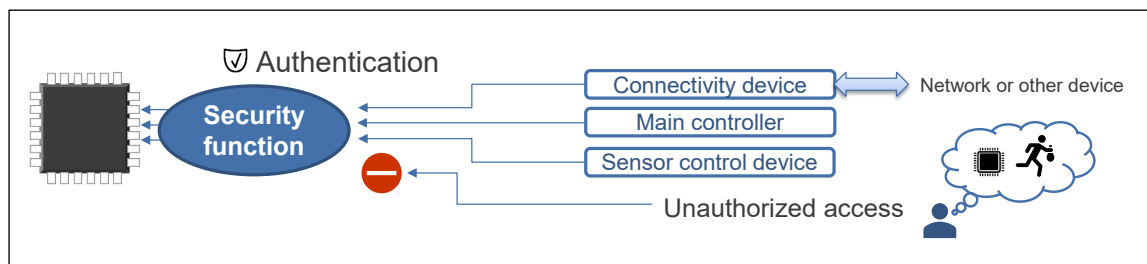 Authentication
Security
function
Connectivity device
Network or other device
Main controller
Sensor control device
Unauthorized access